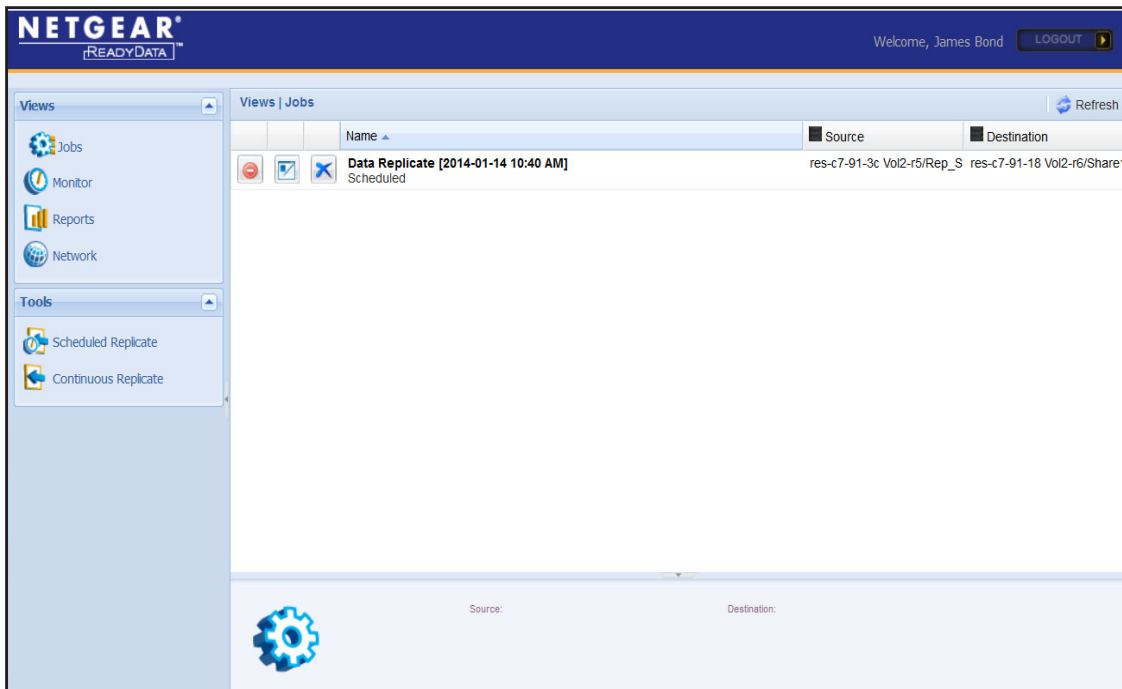 NETGEAR®
READYDATA™
Welcome, James Bond LOGOUT
Views
Jobs
Monitor
Reports
Network
Tools
Scheduled Replicate
Continuous Replicate
Views | Jobs Refresh
Name Source Destination
Data Replicate [2014-01-14 10:40 AM] res-c7-91-3c Vol2-r5/Rep_S res-c7-91-18 Vol2-r6/Share
Scheduled
Source: Destination: